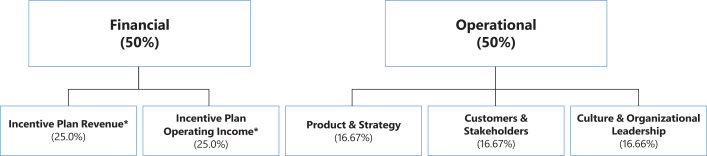 Financial
(50%)
Operational
(50%)
Incentive Plan Revenue*
(25.0%)
Incentive Plan
Operating Income*
(25.0%)
Product & Strategy
(16.67%)
Customers &
Stakeholders
(16.67%)
Culture & Organizational
Leadership
(16.66%)